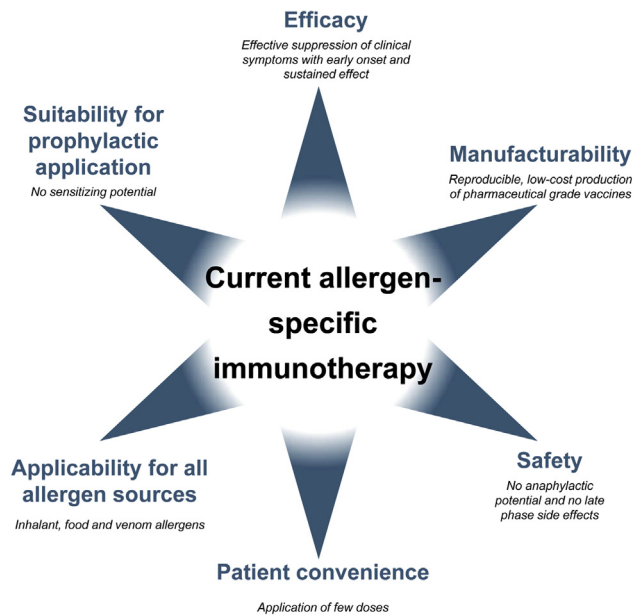 Efficacy
Effective suppression of clinical
symptoms with early onset and
sustained effect
Suitability for
prophylactic
application
No sensitizing potential
Manufacturability
Reproducible, low-cost production
of pharmaceutical grade vaccines
Current allergen-
specific
immunotherapy
Applicability for all
allergen sources
Inhalant, food and venom allergens
Safety
No anaphylactic
potential and no late
phase side effects
Patient convenience
Application of few doses